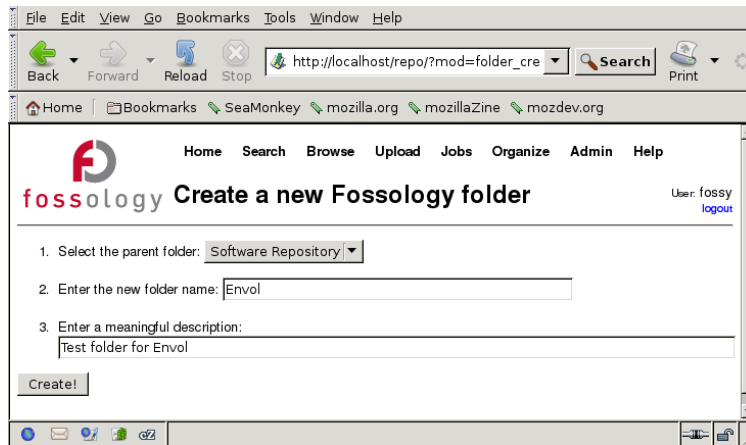 File Edit View Go Bookmarks Tools Window Help
Back Forward Reload Stop http://localhost/repo/?mod=folder_cre Search Print
Home Bookmarks SeaMonkey mozilla.org mozillaZine mozdev.org
Home Search Browse Upload Jobs Organize Admin Help
fossology Create a new Fossology folder
User: fossy
logout
1. Select the parent folder: Software Repository
2. Enter the new folder name: Envol
3. Enter a meaningful description:
Test folder for Envol
Create!